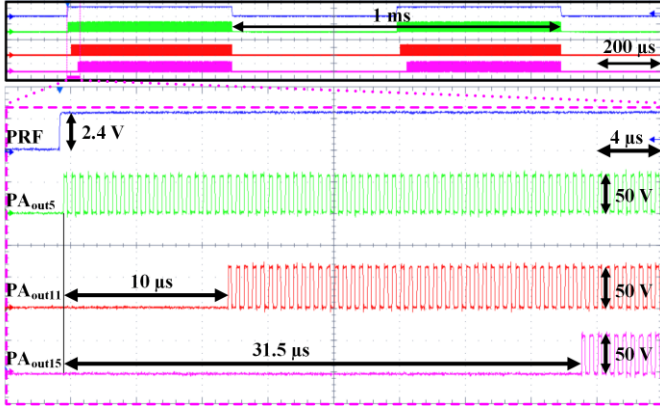 1 ms
200 μs
PRF
2.4 V
4 μs
PAout5
50 V
10 μs
PAout11
50 V
31.5 μs
PAout15
50 V